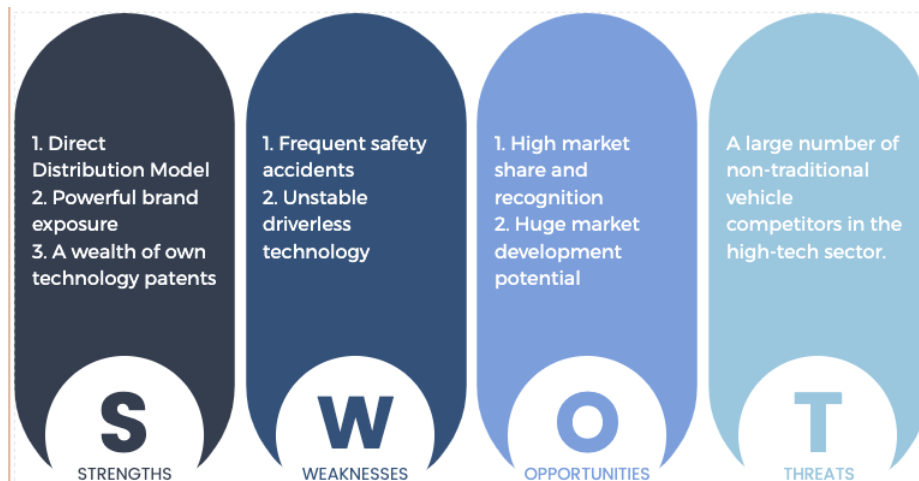 1. Direct
Distribution Model
2. Powerful brand
exposure
3. A wealth of own
technology patents
S
STRENGTHS
1. Frequent safety
accidents
2. Unstable
driverless
technology
W
WEAKNESSES
1. High market
share and
recognition
2. Huge market
development
potential
O
OPPORTUNITIES
A large number of
non-traditional
vehicle
competitors in the
high-tech sector.
T
THREATS